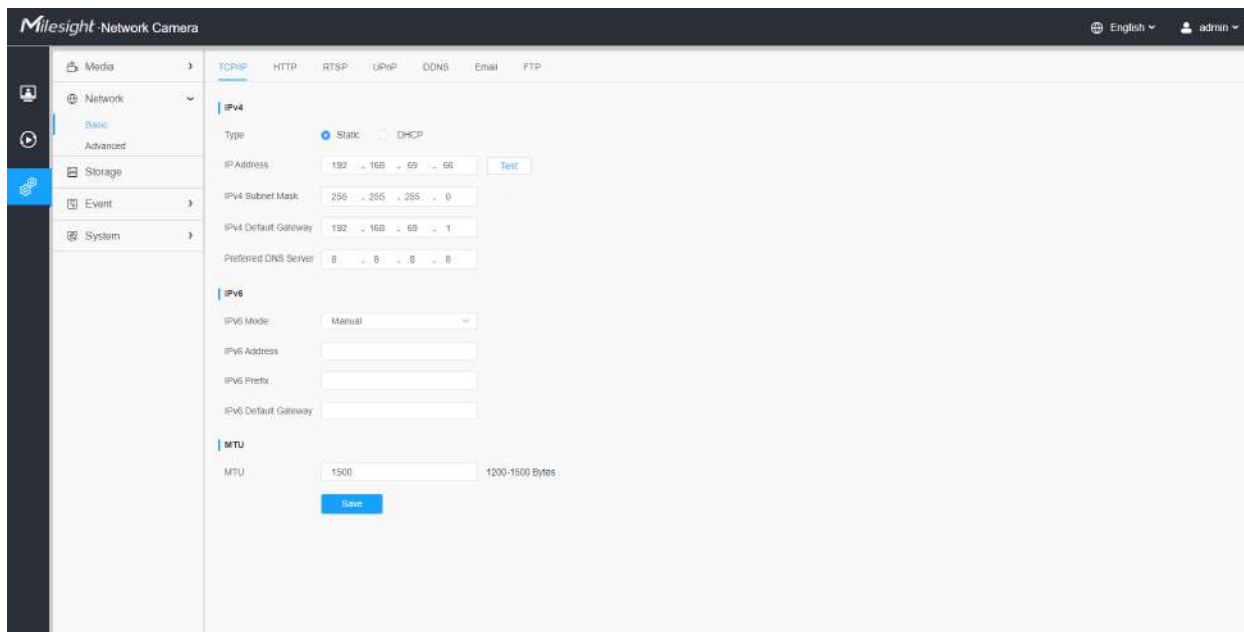 Milesight Network Camera
English
admin
Media
Network
Basic
Advanced
Storage
Event
System
TCP/IP HTTP RTSP UPnP DDNS Email FTP
IPv4
Type Static DHCP
IP Address 192 . 168 . 69 . 66 Test
IPv4 Subnet Mask 255 . 255 . 255 . 0
IPv4 Default Gateway 192 . 168 . 69 . 1
Preferred DNS Server 8 . 8 . 8 . 8
IPv6
IPv6 Mode Manual
IPv6 Address
IPv6 Prefix
IPv6 Default Gateway
MTU
MTU 1500 1200-1500 Bytes
Save